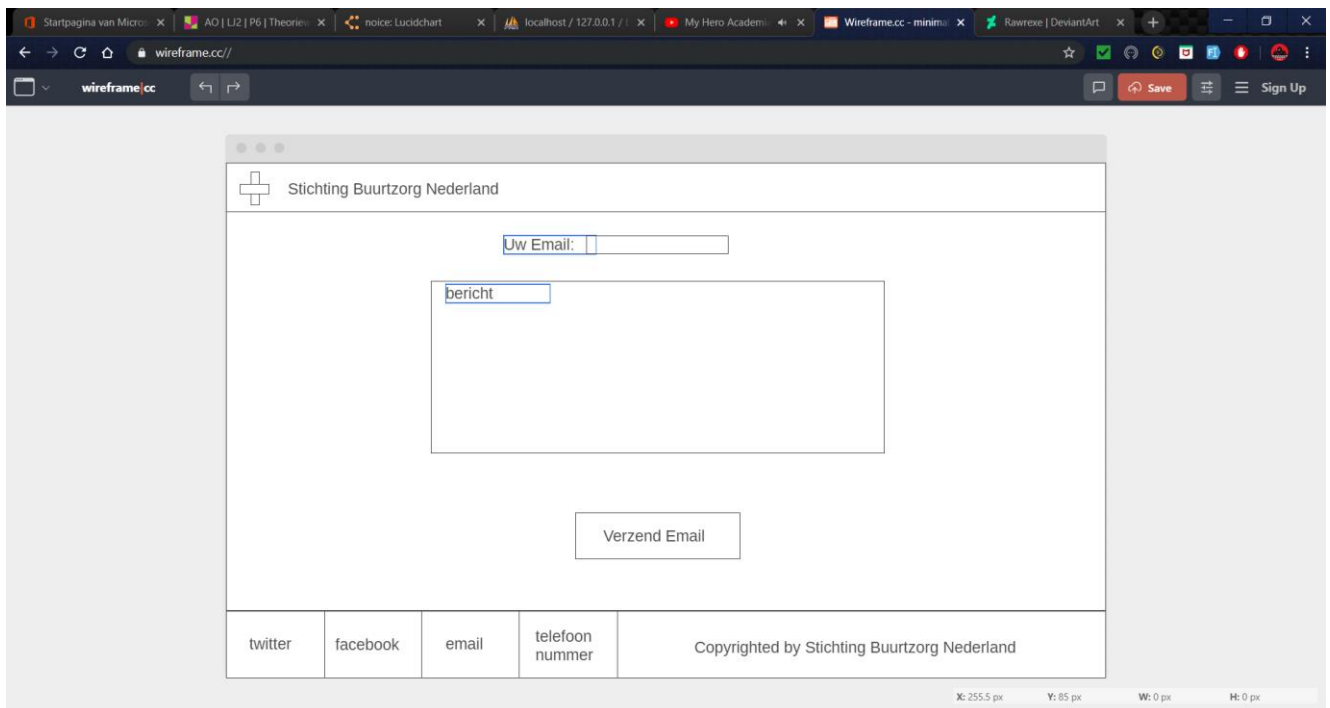 Startpagina van Micros
AO | LJ2 | P6 | Theorie
noice: Lucidchart
localhost / 127.0.0.1 / l
My Hero Academi
Wireframe.cc - minimal
Rawrexe | DeviantArt
wireframe.cc//
wireframe|cc
Save
Sign Up
Stichting Buurtzorg Nederland
Uw Email:
bericht
Verzend Email
twitter
facebook
email
telefoon
nummer
Copyrighted by Stichting Buurtzorg Nederland
X: 255.5 px Y: 85 px W: 0 px H: 0 px